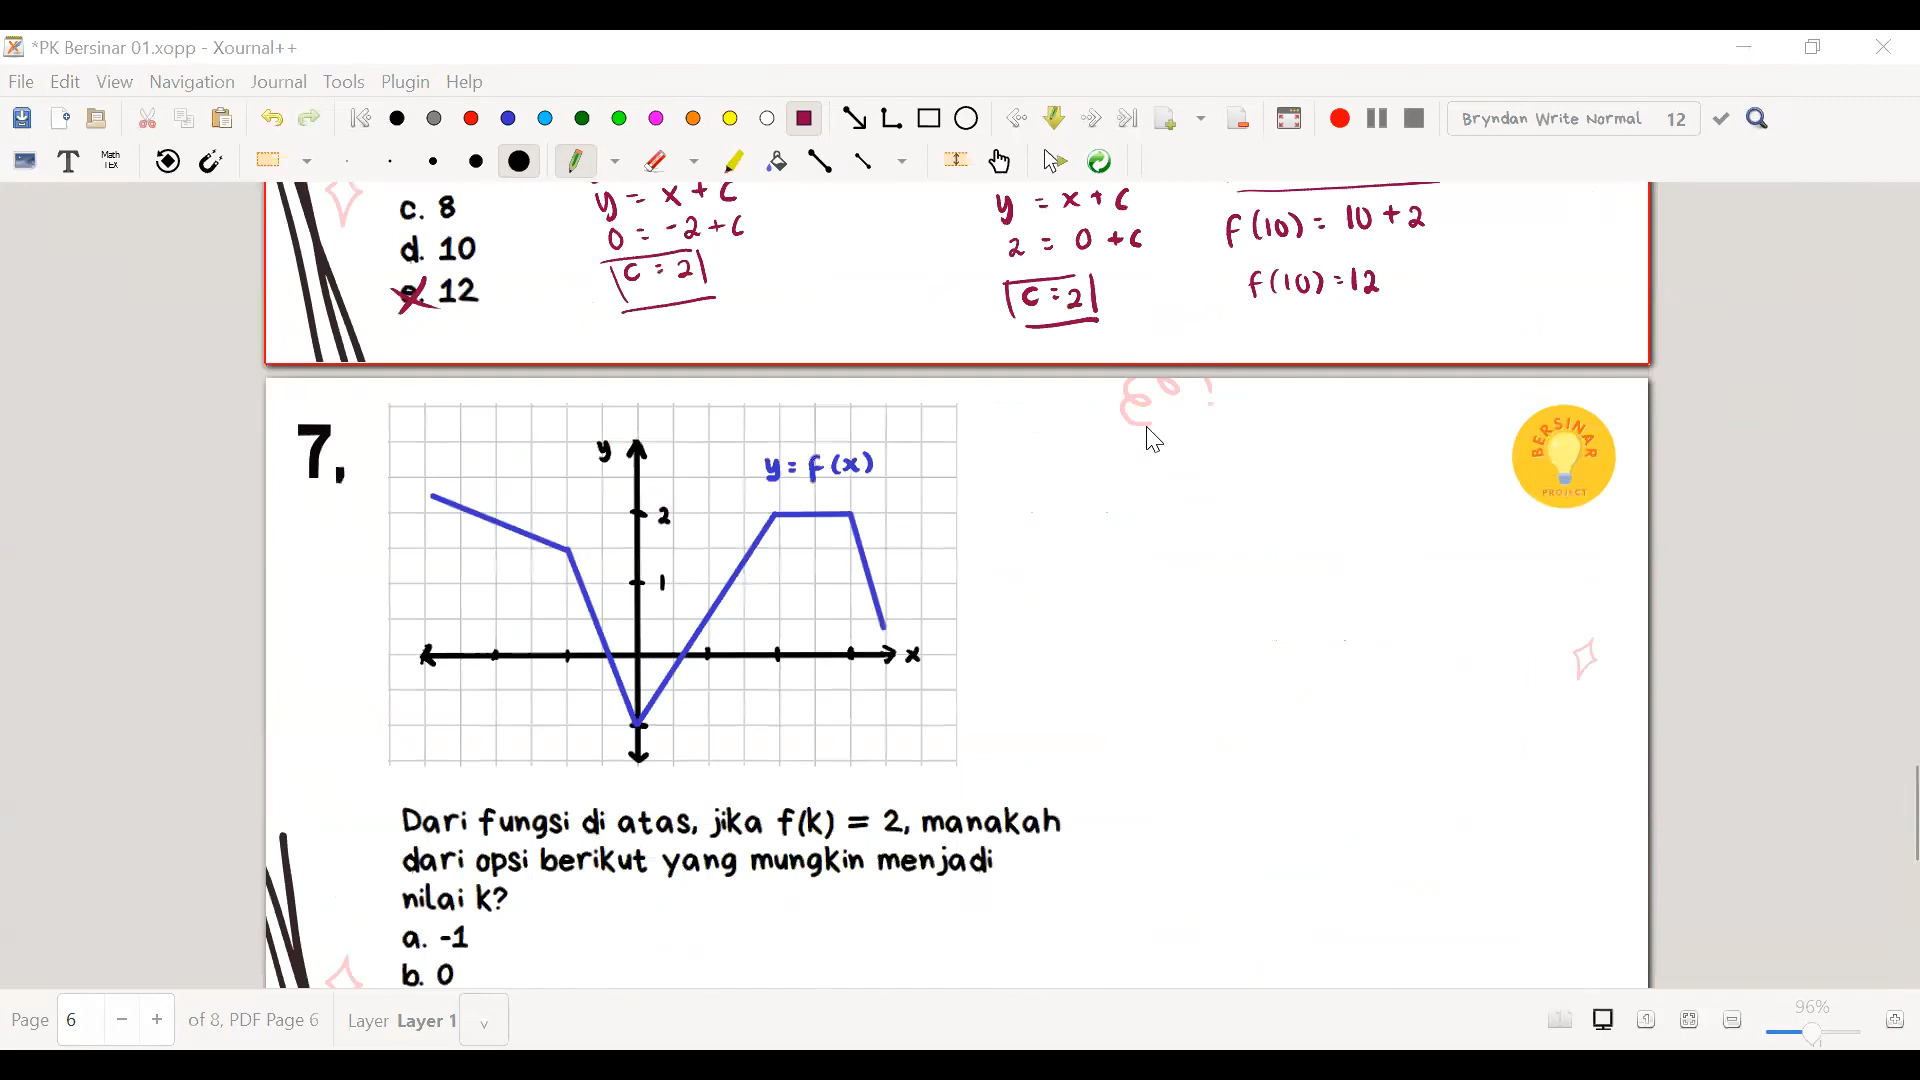 *PK Bersinar 01.xopp - Xournal++
File Edit View Navigation Journal Tools Plugin Help
Bryndan Write Normal 12
Math TEX
c. 8
d. 10
e. 12
y = x + c
0 = -2 + c
c = 2
y = x + c
2 = 0 + c
c = 2
f(10) = 10 + 2
f(10) = 12
7,
y
y = f(x)
2
1
x
BERSINAR
PROJECT
Dari fungsi di atas, jika f(k) = 2, manakah
dari opsi berikut yang mungkin menjadi
nilai k?
a. -1
b. 0
Page 6 of 8, PDF Page 6 Layer Layer 1
96%